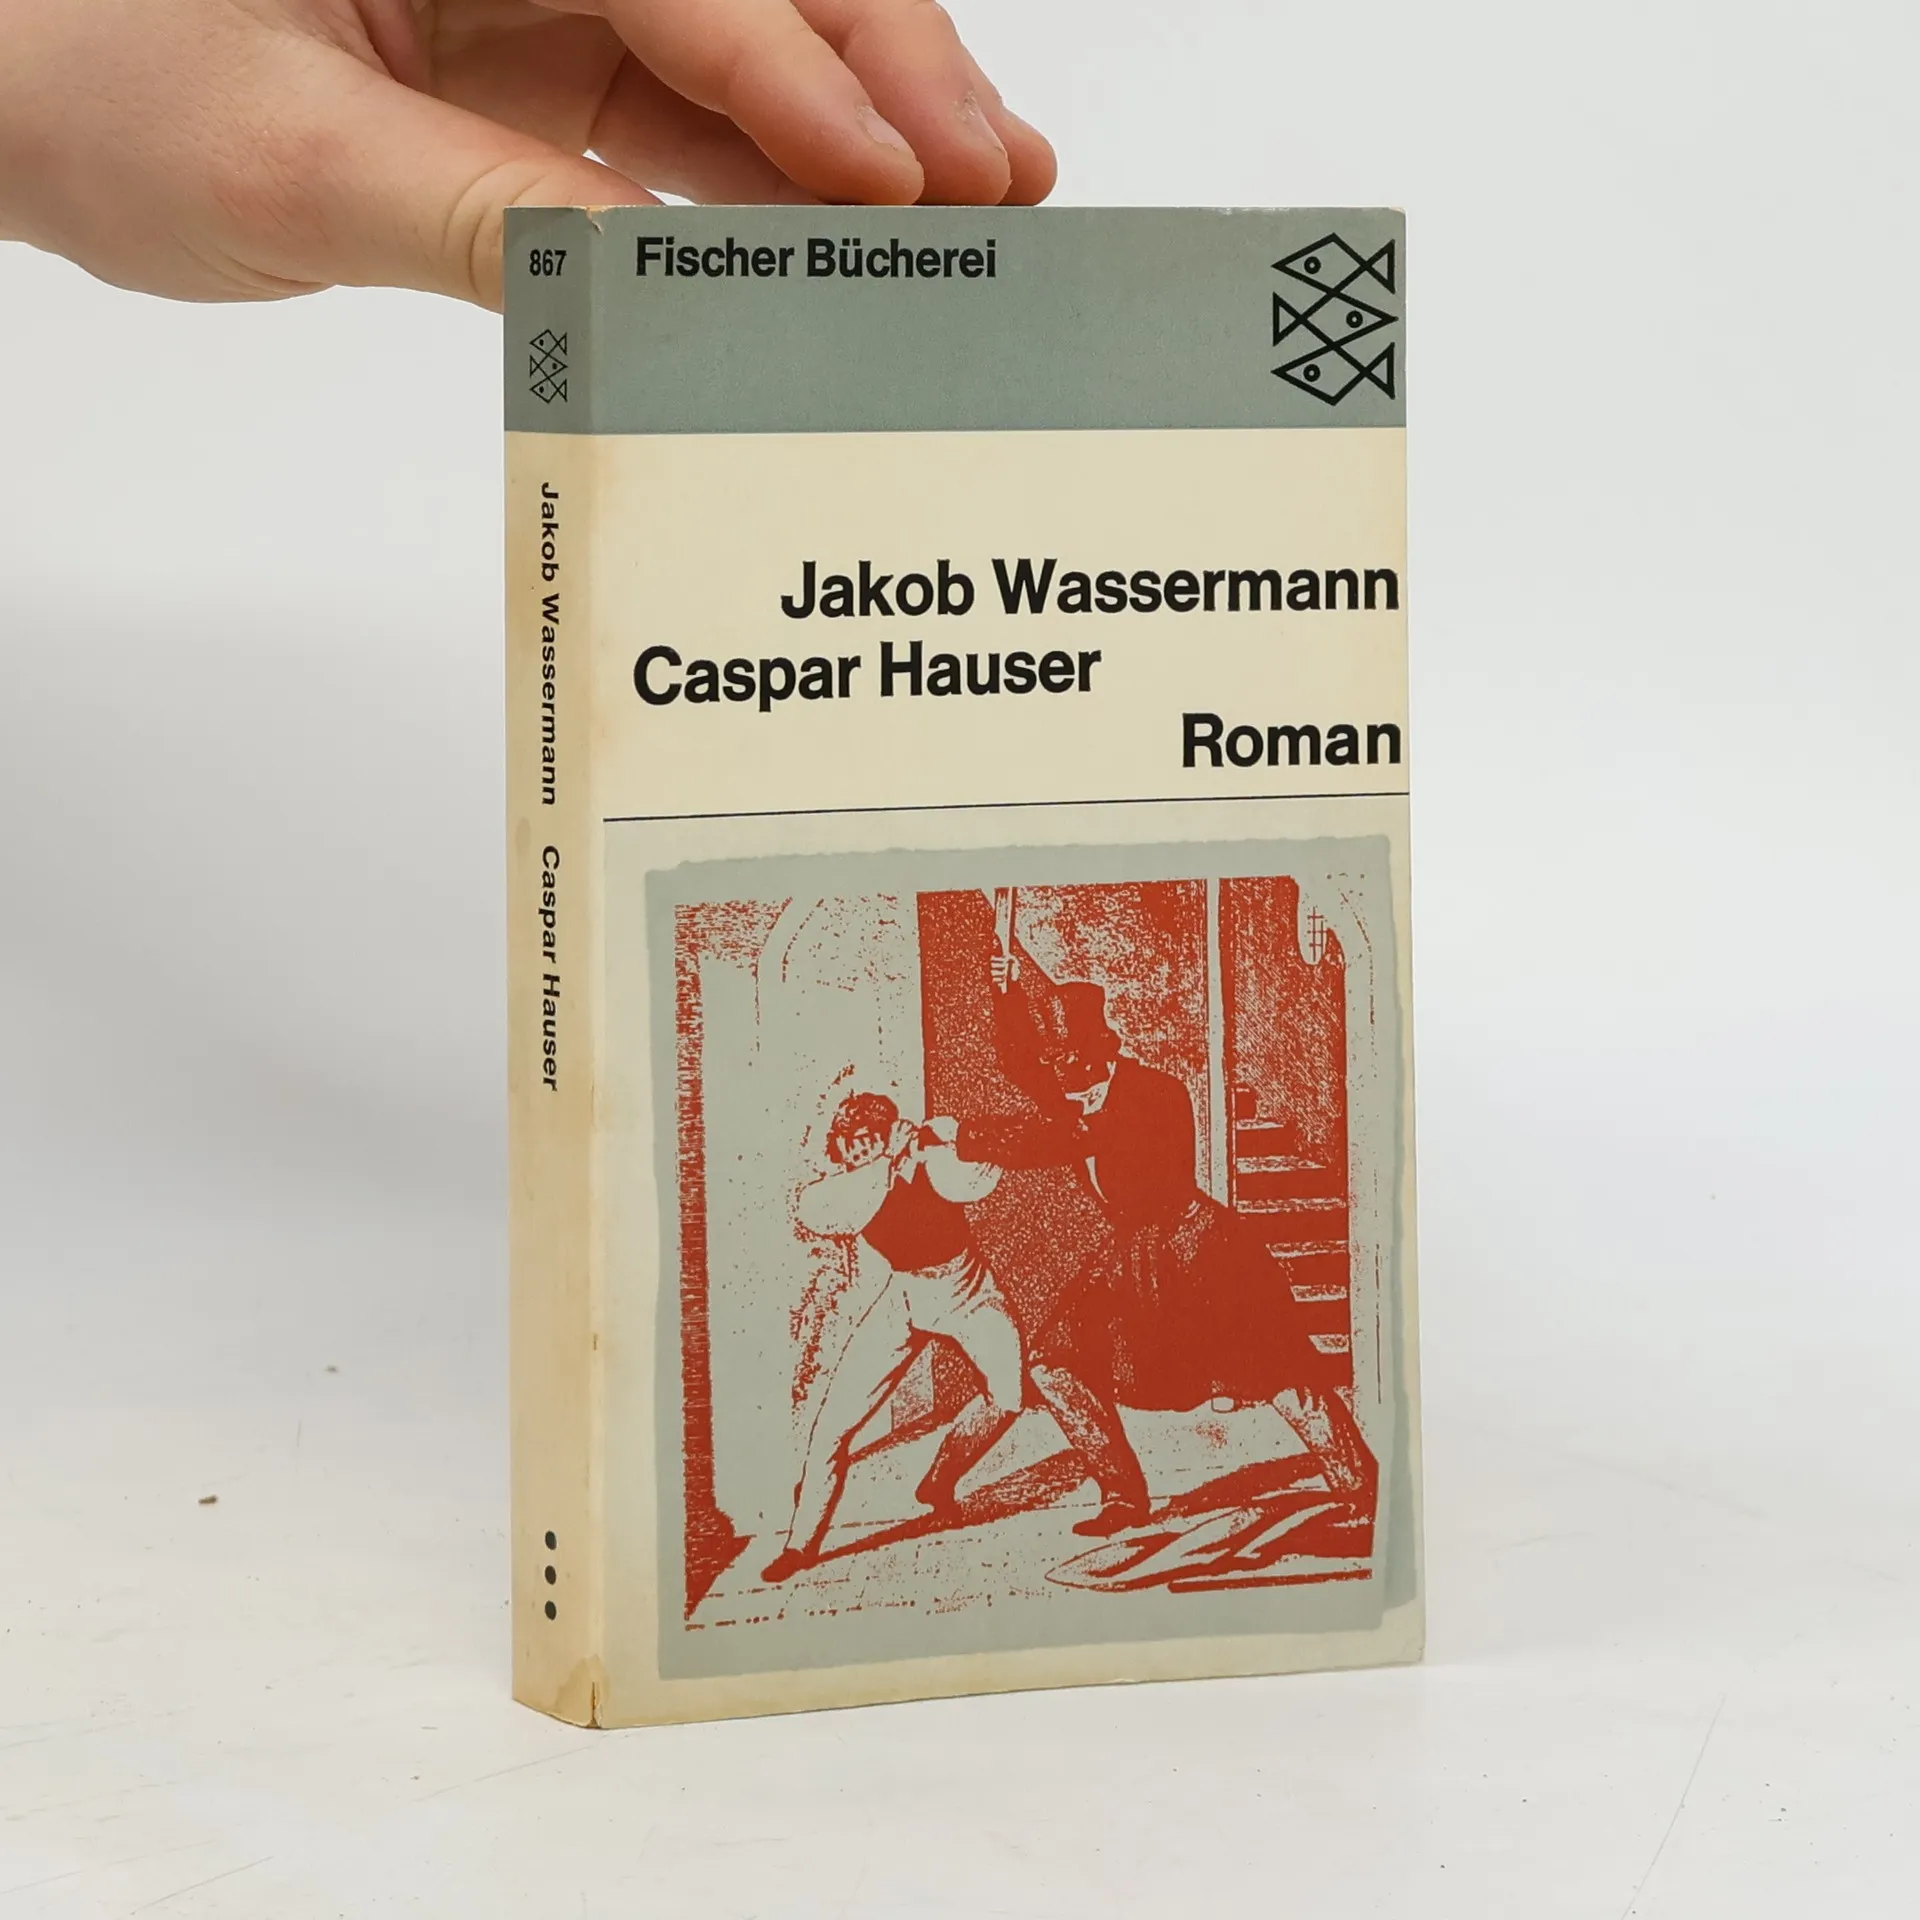 867
Fischer Bücherei
Jakob Wassermann
Caspar Hauser
Roman
Jakob Wassermann Caspar Hauser